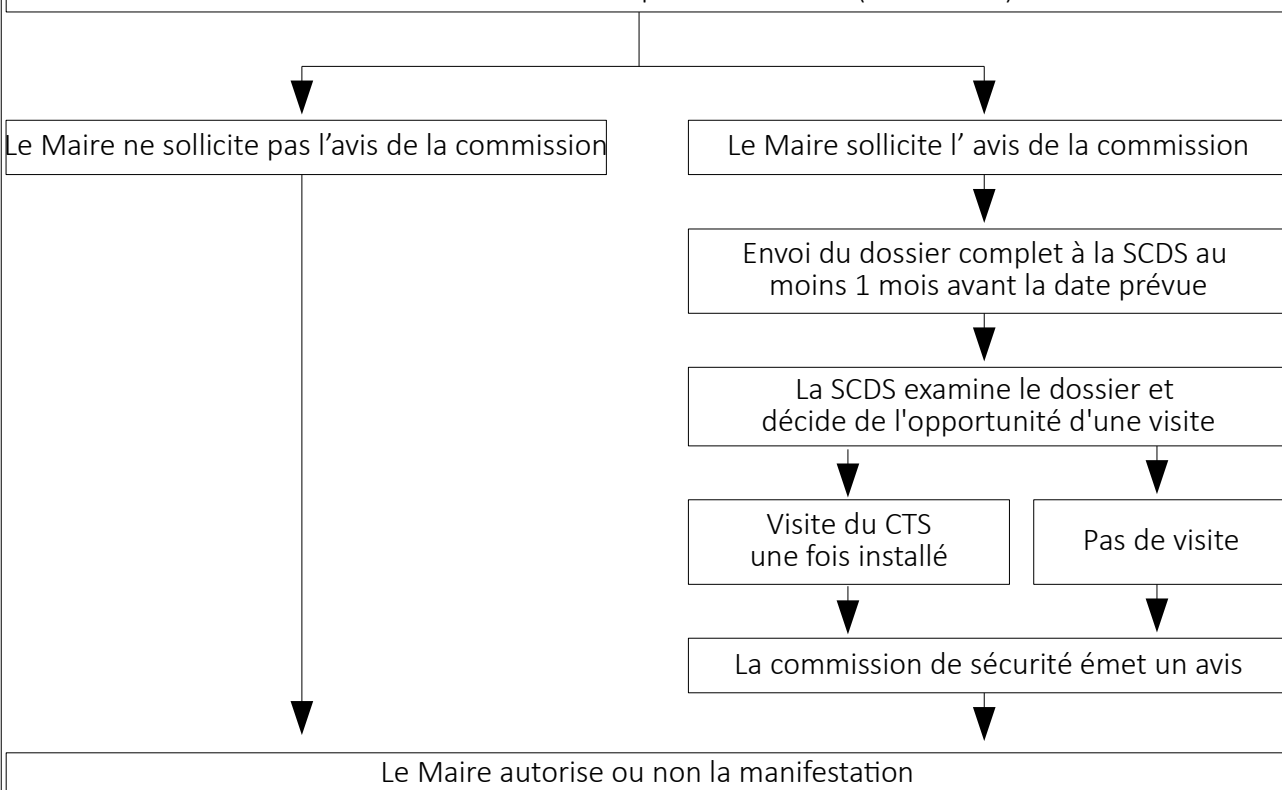 Le Maire ne sollicite pas l’avis de la commission
Le Maire sollicite l’ avis de la commission
Envoi du dossier complet à la SCDS au
moins 1 mois avant la date prévue
La SCDS examine le dossier et
décide de l'opportunité d'une visite
Visite du CTS
une fois installé
Pas de visite
La commission de sécurité émet un avis
Le Maire autorise ou non la manifestation